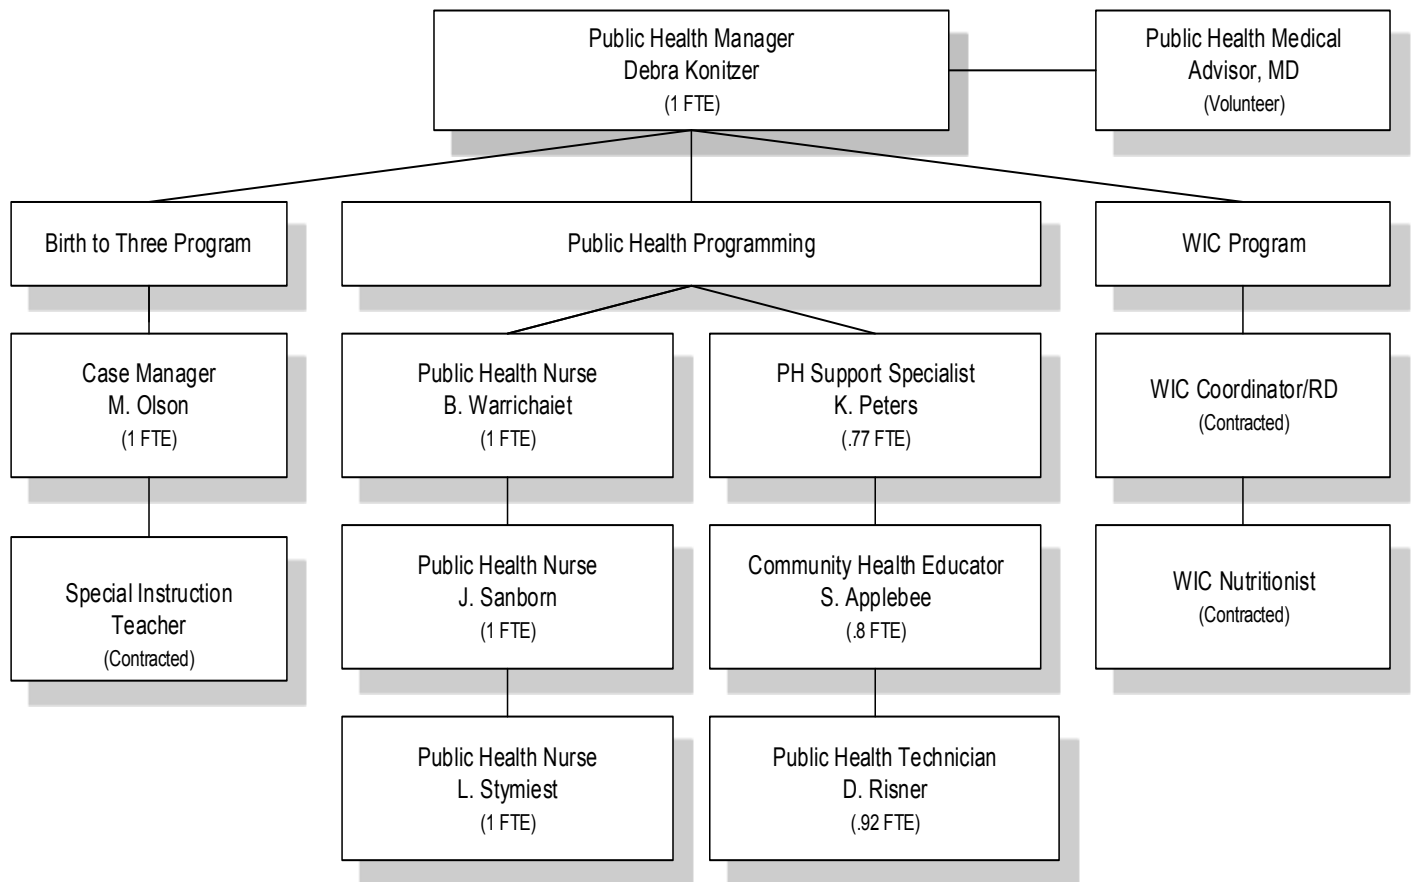 Public Health Manager
Debra Konitzer
(1 FTE)
Public Health Medical
Advisor, MD
(Volunteer)
Birth to Three Program
Public Health Programming
WIC Program
Case Manager
M. Olson
(1 FTE)
Public Health Nurse
B. Warrichaiet
(1 FTE)
PH Support Specialist
K. Peters
(.77 FTE)
WIC Coordinator/RD
(Contracted)
Special Instruction
Teacher
(Contracted)
Public Health Nurse
J. Sanborn
(1 FTE)
Community Health Educator
S. Applebee
(.8 FTE)
WIC Nutritionist
(Contracted)
Public Health Nurse
L. Stymiest
(1 FTE)
Public Health Technician
D. Risner
(.92 FTE)